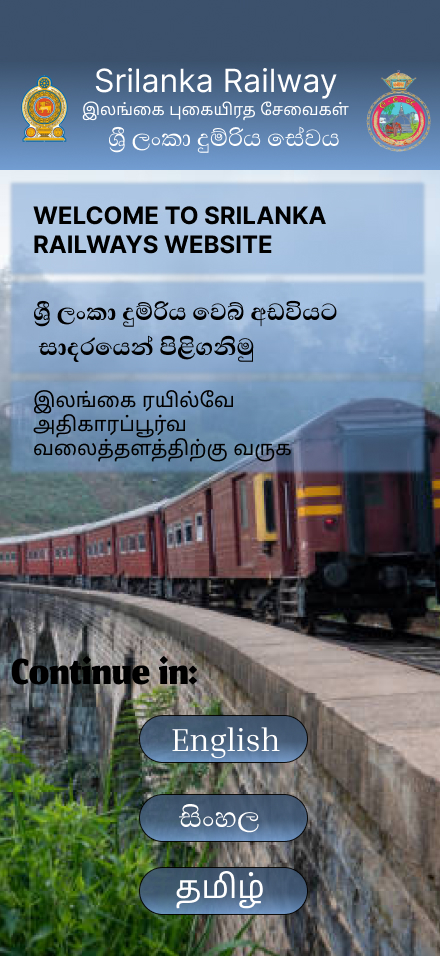 Srilanka Railway
இலங்கை புகையிரத சேவைகள்
ශ්‍රී ලංකා දුම්රිය සේවය
WELCOME TO SRILANKA
RAILWAYS WEBSITE
ශ්‍රී ලංකා දුම්රිය වෙබ් අඩවියට
සාදරයෙන් පිළිගනිමු
இலங்கை ரயில்வே
அதிகாரப்பூர்வ
வலைத்தளத்திற்கு வருக
Continue in:
English
සිංහල
தமிழ்